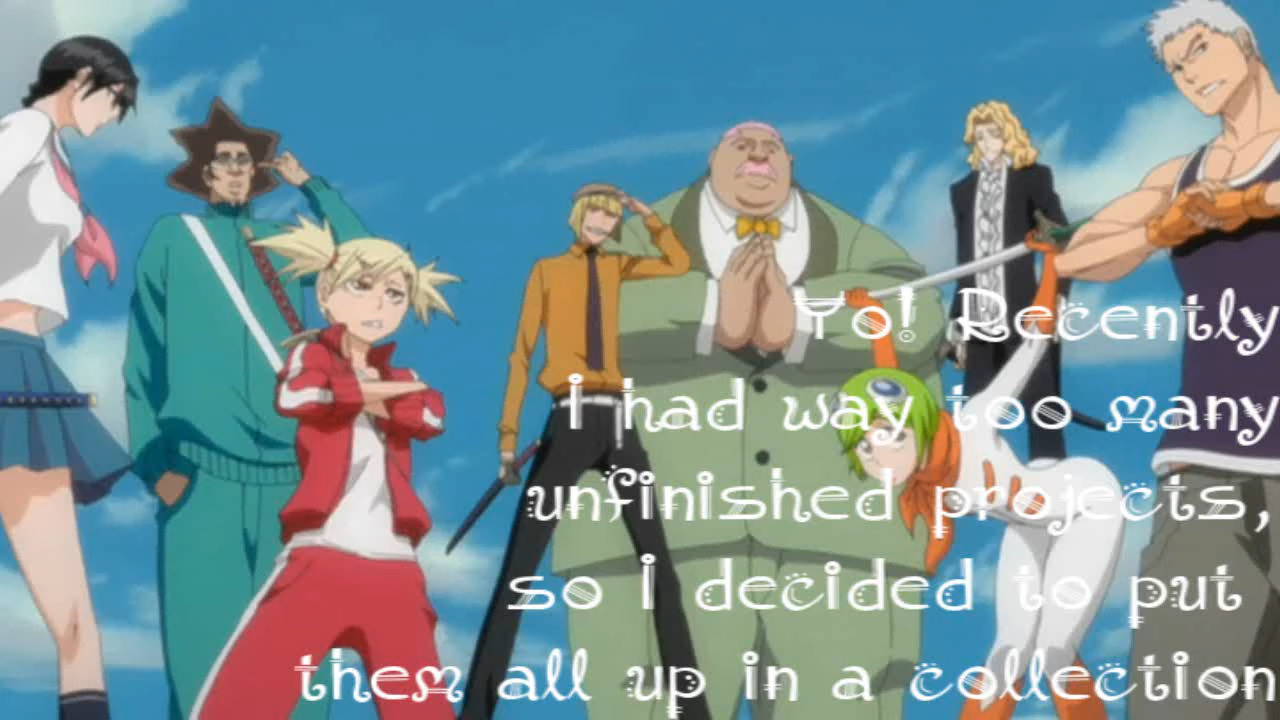 Yo! Recently
I had way too many
unfinished projects,
so I decided to put
them all up in a collection